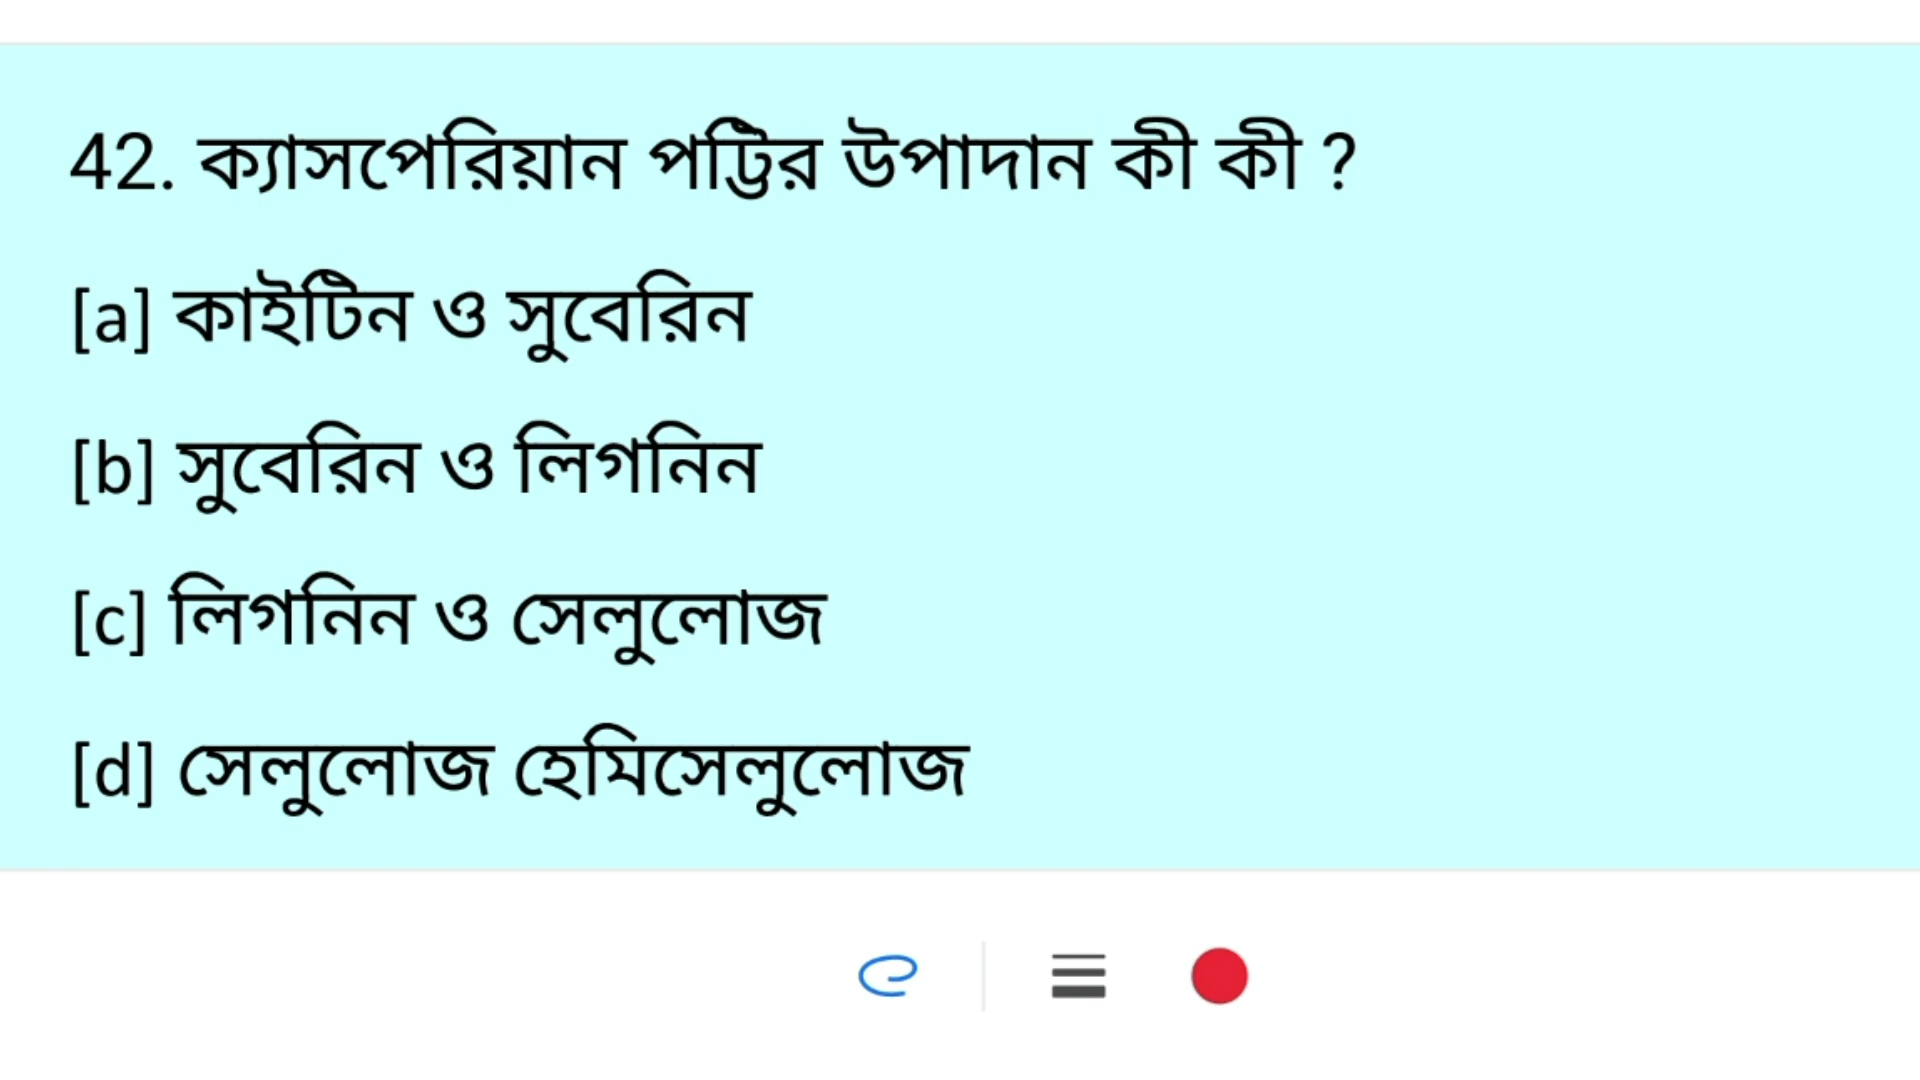 42. ক্যাসপেরিয়ান পট্টির উপাদান কী কী ?
[a] কাইটিন ও সুবেরিন
[b] সুবেরিন ও লিগনিন
[c] লিগনিন ও সেলুলোজ
[d] সেলুলোজ হেমিসেলুলোজ